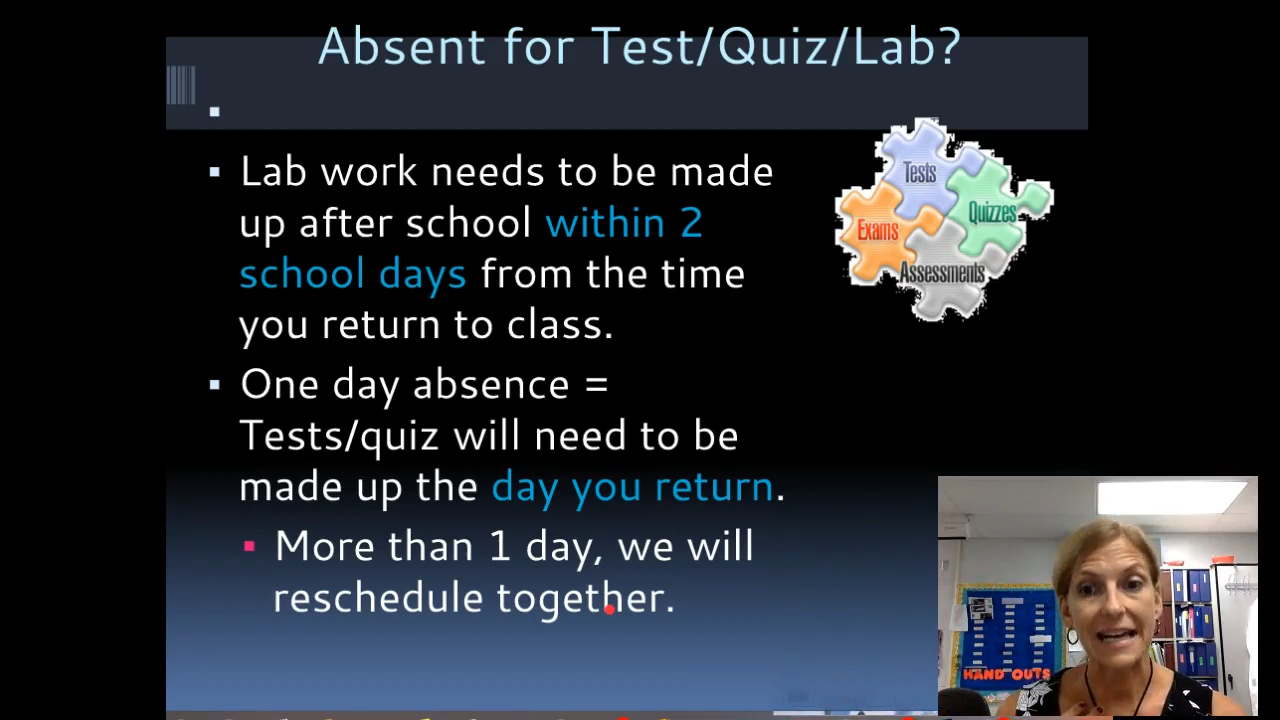 Absent for Test/Quiz/Lab?
Lab work needs to be made
up after school within 2
school days from the time
you return to class.
One day absence =
Tests/quiz will need to be
made up the day you return.
More than 1 day, we will
reschedule together.
Tests
Quizzes
Exams
Assessments
HAND OUTS